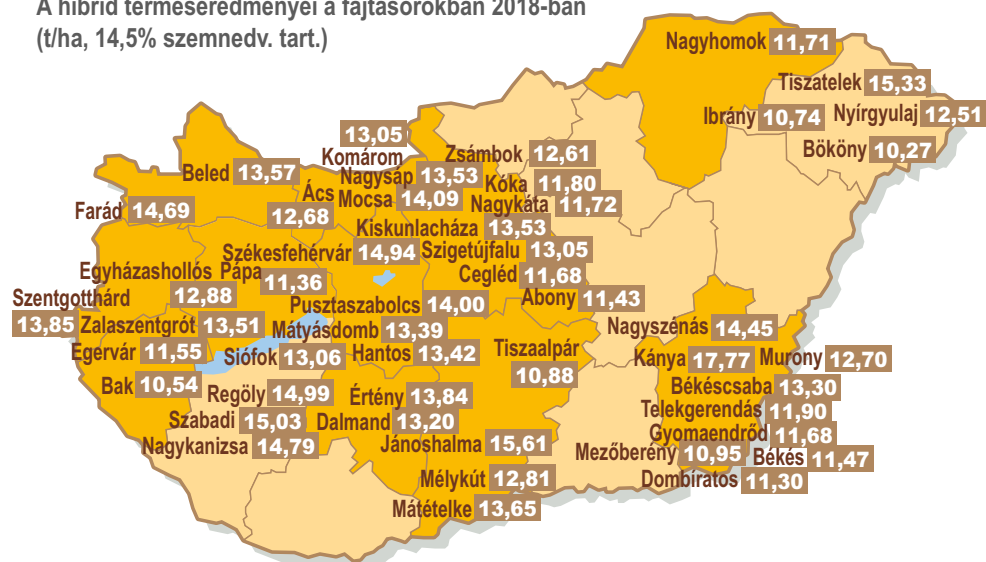 A hibrid terméseredményei a fajtasorokban 2018-ban
(t/ha, 14,5% szemnedv. tart.)
Nagyhomok 11,71
Tiszatelek 15,33
Ibrány 10,74
Nyírgyulaj 12,51
Bököny 10,27
13,05
Komárom
Zsámbok 12,61
Beled 13,57
Nagysáp 13,53
Kóka 11,80
Ács
12,68
Mocsa 14,09
Nagykáta 11,72
Farád 14,69
Kiskunlacháza 13,53
Székesfehérvár 14,94
Szigetújfalu 13,05
Egyházashollós
12,88
Pápa
11,36
Cegléd 11,68
Szentgotthárd
13,85
Pusztaszabolcs 14,00
Abony 11,43
Zalaszentgrót 13,51
Mátyásdomb 13,39
Nagyszénás 14,45
Egervár 11,55
Siófok 13,06
Hantos 13,42
Tiszaalpár
10,88
Kánya 17,77
Murony 12,70
Bak 10,54
Regöly 14,99
Értény 13,84
Békéscsaba 13,30
Szabadi 15,03
Dalmand 13,20
Telekgerendás 11,90
Nagykanizsa 14,79
Jánoshalma 15,61
Gyomaendrőd 11,68
Mezőberény 10,95
Békés 11,47
Mélykút 12,81
Dombiratos 11,30
Mátételke 13,65